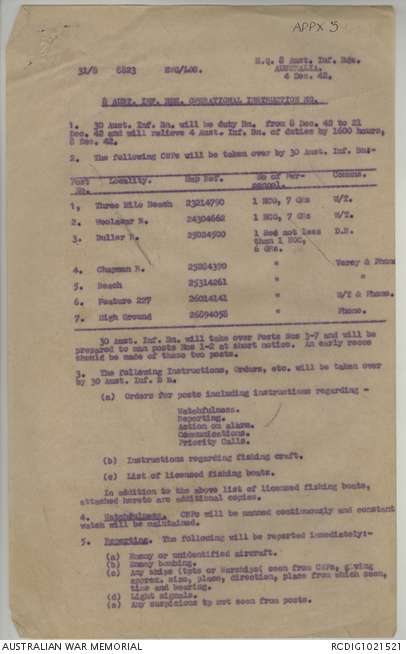 APPX 5
H.Q. 8 Aust. Inf. Bde.
31/8 6823 ENG/LOG. AUSTRALIA.
4 Dec. 42.
8 AUST. INF. BDE. OPERATIONAL INSTRUCTION NO.
1. 30 Aust. Inf. Bn. will be duty Bn. from 8 Dec. 42 to 21
Dec. 42 and will relieve 4 Aust. Inf. Bn. of duties by 1600 hours,
8 Dec. 42.
2. The following CSPs will be taken over by 30 Aust. Inf. Bn:-
Post No. Locality. Map Ref. No of Personnel. Comms.
1. Three Mile Beach 23214790 1 NCO, 7 ORs W/T.
2. Woolawar R. 24304662 1 NCO, 7 ORs W/T.
3. Buller R. 25024500 1 Sec not less D.R.
than 1 NCO,
6 ORs.
4. Chapman R. 25224390 " Verey & Phone
5. Beach 25314261 " "
6. Feature 227 26014141 " W/T & Phone.
7. High Ground 26094058 " Phone.
30 Aust. Inf. Bn. will take over Posts Nos 3-7 and will be
prepared to man posts Nos 1-2 at short notice. An early recce
should be made of these two posts.
3. The following Instructions, Orders, etc. will be taken over
by 30 Aust. Inf. B n.
(a) Orders for posts including instructions regarding -
Watchfulness.
Reporting.
Action on alarm.
Communications.
Priority Calls.
(b) Instructions regarding fishing craft.
(c) List of licensed fishing boats.
In addition to the above list of licensed fishing boats,
attached hereto are additional copies.
4. Watchfulness. CSPs will be manned continuously and constant
watch will be maintained.
5. Reporting. The following will be reported immediately:-
(a) Enemy or unidentified aircraft.
(b) Enemy bombing.
(c) Any ships (tpts or Warships( seen from CSPs, giving
approx. size, place, direction, place from which seen,
time and bearing.
(d) Light signals.
(e) Any suspicious not seen from posts.
AUSTRALIAN WAR MEMORIAL
RCDIG1021521